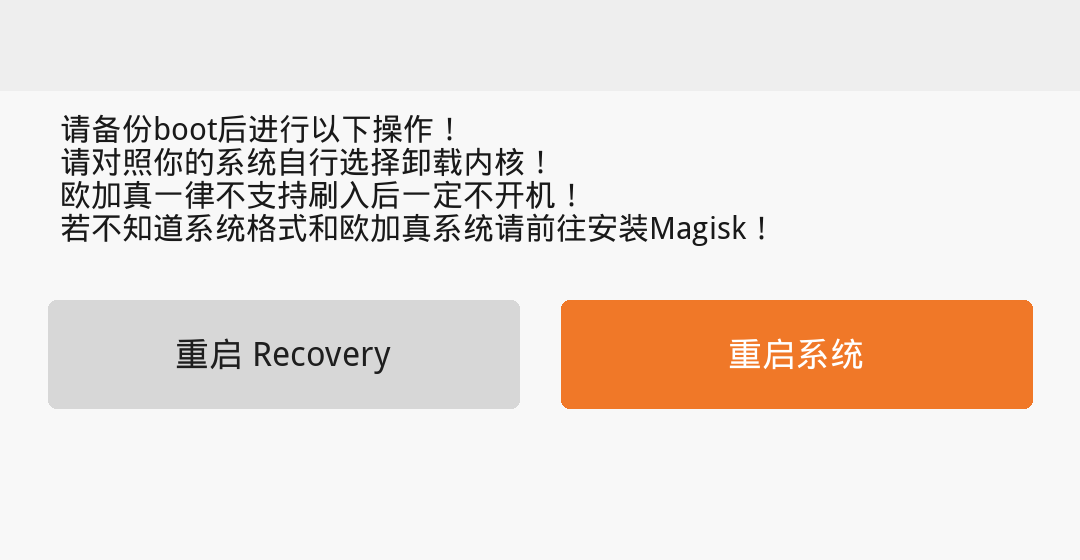 请备份boot后进行以下操作！
请对照你的系统自行选择卸载内核！
欧加真一律不支持刷入后一定不开机！
若不知道系统格式和欧加真系统请前往安装Magisk！
重启 Recovery
重启系统